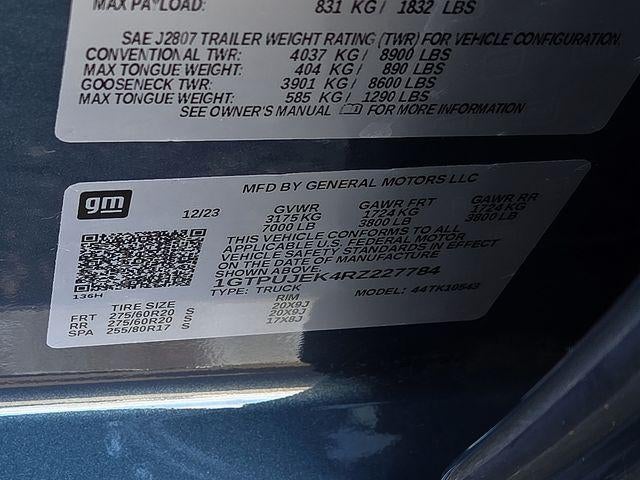 MAX PAYLOAD: 831 KG / 1832 LBS
SAE J2807 TRAILER WEIGHT RATING (TWR) FOR VEHICLE CONFIGURATION
CONVENTIONAL TWR: 4037 KG / 8900 LBS
MAX TONGUE WEIGHT: 404 KG / 890 LBS
GOOSENECK TWR: 3901 KG / 8600 LBS
MAX TONGUE WEIGHT: 585 KG / 1290 LBS
SEE OWNER'S MANUAL FOR MORE INFORMATION
gm
MFD BY GENERAL MOTORS LLC
12/23 GVWR GAWR FRT GAWR RR
3175 KG 1724 KG 1724 KG
7000 LB 3800 LB 3800 LB
THIS VEHICLE CONFORMS TO ALL
APPLICABLE U.S. FEDERAL MOTOR
VEHICLE SAFETY STANDARDS IN EFFECT
ON THE DATE OF MANUFACTURE
SHOWN ABOVE.
1GTPUJEK4RZ227784
TYPE: TRUCK MODEL: 44TK10543
136H
TIRE SIZE RIM
FRT 275/60R20 S 20X9J
RR 275/60R20 S 20X9J
SPA 255/80R17 S 17X8J